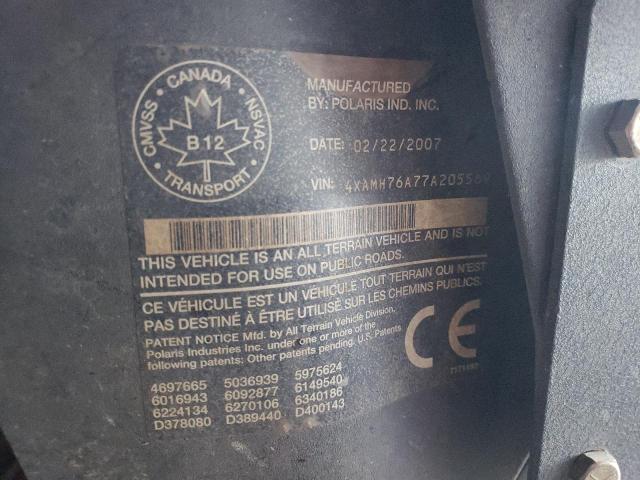 CANADA
CMVSS
NSVAC
B 12
TRANSPORT
MANUFACTURED
BY: POLARIS IND. INC.
DATE: 02/22/2007
VIN:
THIS VEHICLE IS AN ALL TERRAIN VEHICLE AND IS NOT
INTENDED FOR USE ON PUBLIC ROADS.
CE VÉHICULE EST UN VÉHICULE TOUT TERRAIN QUI N'EST
PAS DESTINÉ À ÊTRE UTILISÉ SUR LES CHEMINS PUBLICS.
PATENT NOTICE Mfd. by All Terrain Vehicle Division,
Polaris Industries Inc. under one or more of the
following patents; Other patents pending. U.S. Patents
4697665 5036939 5975624
6016943 6092877 6149540
6224134 6270106 6340186
D378080 D389440 D400143
CE